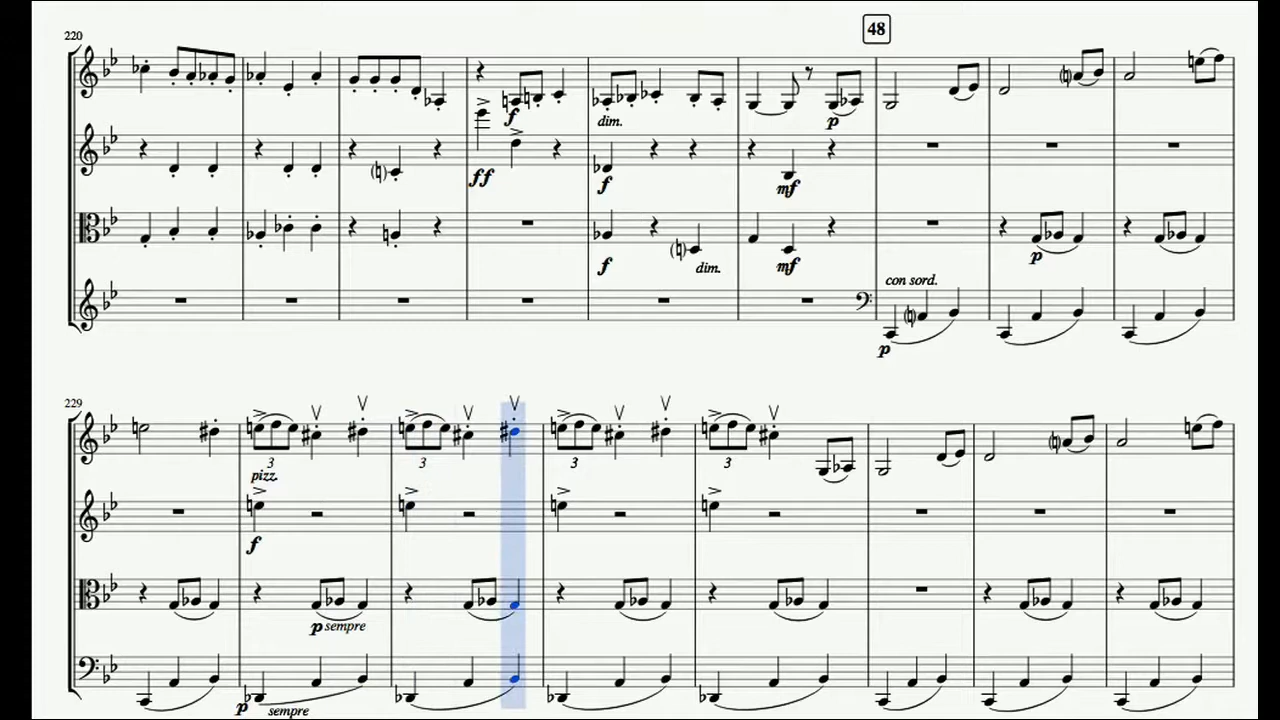 48
220
f
dim.
p
ff
f
mf
p
f
dim.
mf
con sord.
p
229
3
3
3
3
pizz.
f
p sempre
p sempre